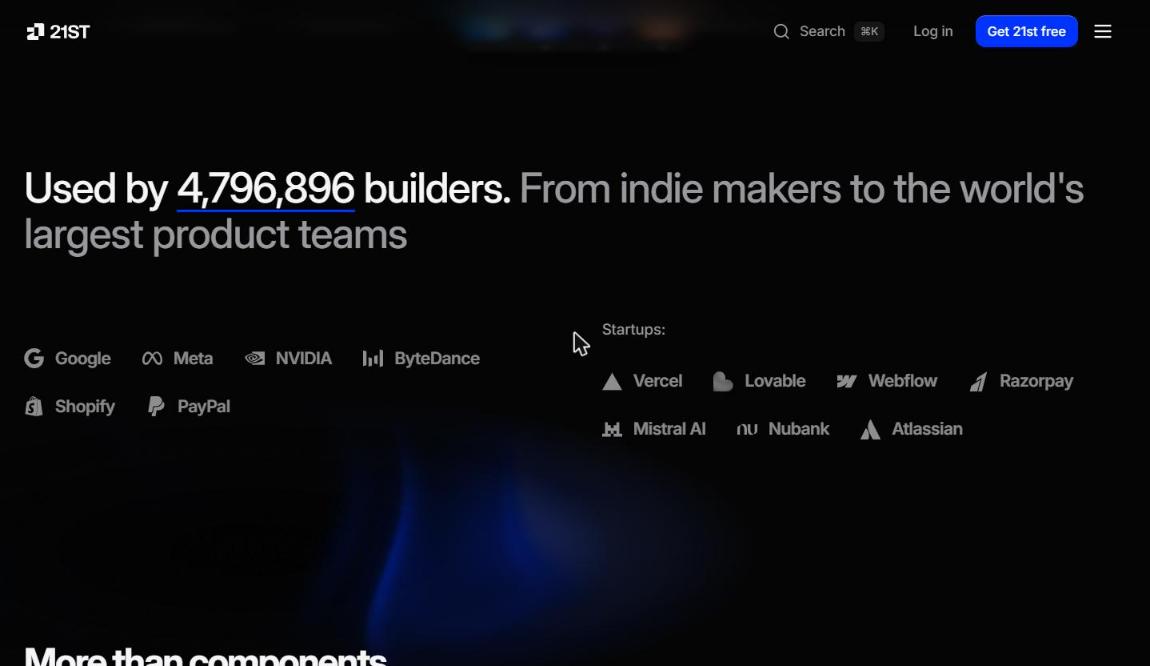 21ST
Search ⌘K Log in Get 21st free
Used by 4,796,896 builders. From indie makers to the world's
largest product teams
Google Meta NVIDIA ByteDance
Shopify PayPal
Startups:
Vercel Lovable Webflow Razorpay
Mistral AI nu Nubank Atlassian
More than components